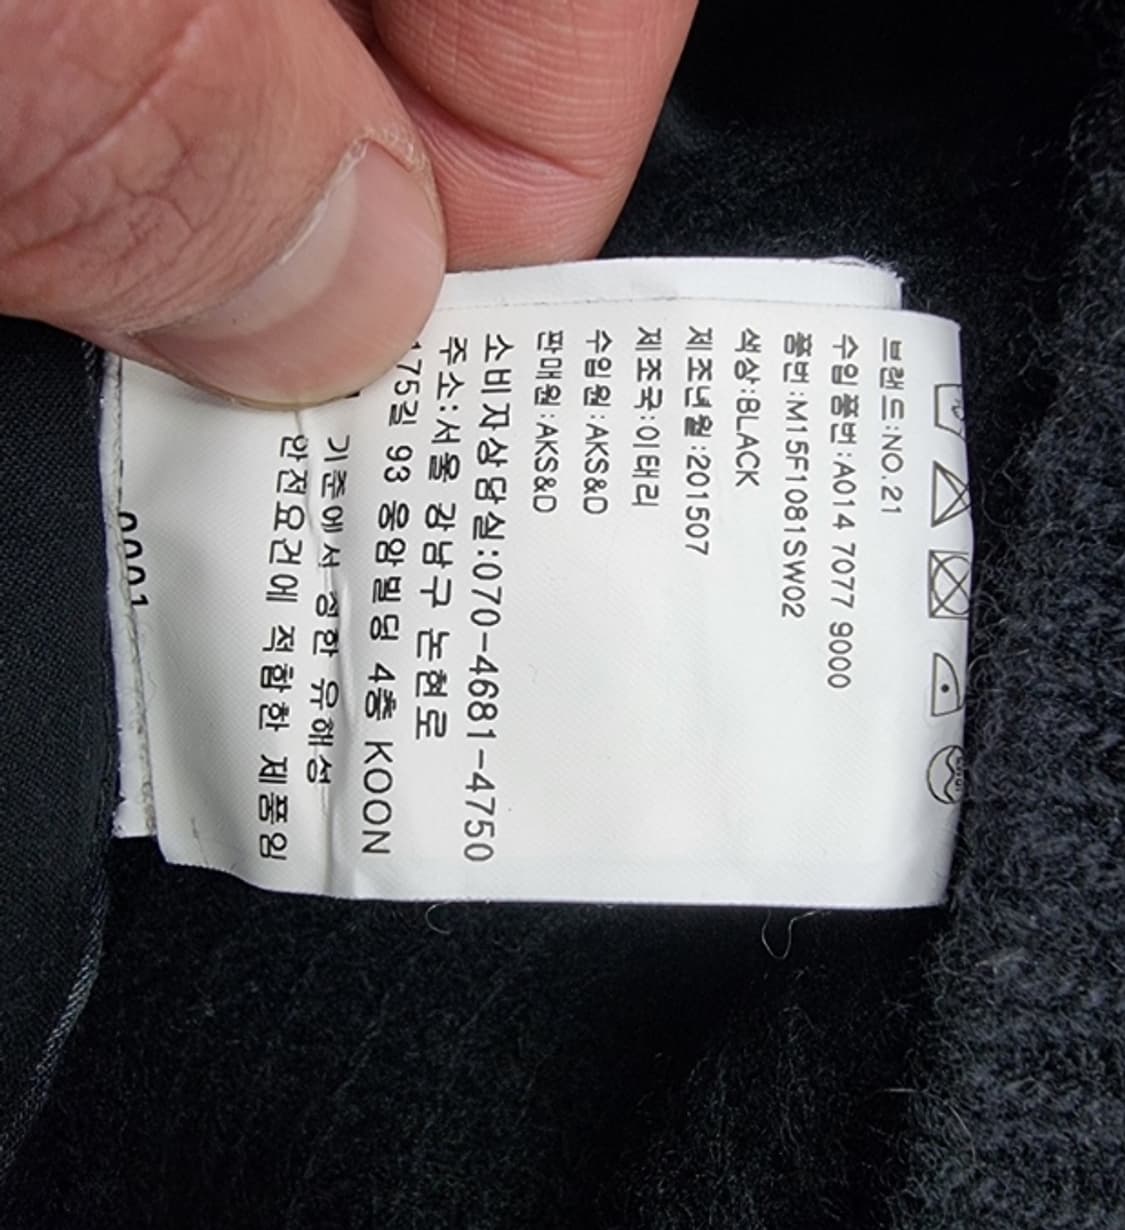 브랜드:NO.21
수입품번:A014 7077 9000
품번:M15F1081SW02
색상:BLACK
제조년월:201507
제조국:이태리
수입원:AKS&D
판매원:AKS&D
소비자상담실:070-4681-4750
주소:서울 강남구 논현로
175길 93 웅암빌딩 4층 KOON
기준에서 정한 유해성
안전요건에 적합한 제품임
0001